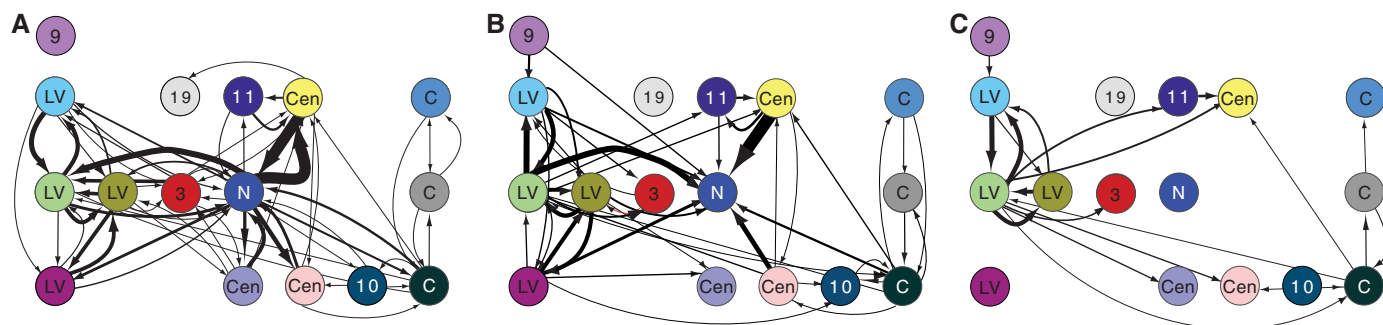 A 9 B 9 C 9
LV 19 11 Cen C LV 19 11 Cen C LV 19 11 Cen C
LV LV 3 N C LV LV 3 N C LV LV 3 N C
LV Cen Cen 10 C LV Cen Cen 10 C LV Cen Cen 10 C